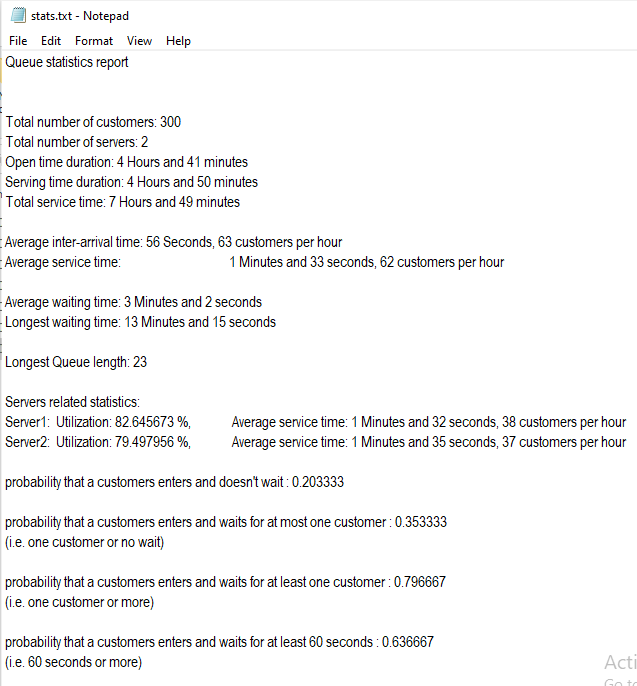 stats.txt - Notepad
File Edit Format View Help
Queue statistics report
Total number of customers: 300
Total number of servers: 2
Open time duration: 4 Hours and 41 minutes
Serving time duration: 4 Hours and 50 minutes
Total service time: 7 Hours and 49 minutes
Average inter-arrival time: 56 Seconds, 63 customers per hour
Average service time: 1 Minutes and 33 seconds, 62 customers per hour
Average waiting time: 3 Minutes and 2 seconds
Longest waiting time: 13 Minutes and 15 seconds
Longest Queue length: 23
Servers related statistics:
Server1: Utilization: 82.645673 %, Average service time: 1 Minutes and 32 seconds, 38 customers per hour
Server2: Utilization: 79.497956 %, Average service time: 1 Minutes and 35 seconds, 37 customers per hour
probability that a customers enters and doesn't wait : 0.203333
probability that a customers enters and waits for at most one customer : 0.353333
(i.e. one customer or no wait)
probability that a customers enters and waits for at least one customer : 0.796667
(i.e. one customer or more)
probability that a customers enters and waits for at least 60 seconds : 0.636667
(i.e. 60 seconds or more)
Acti